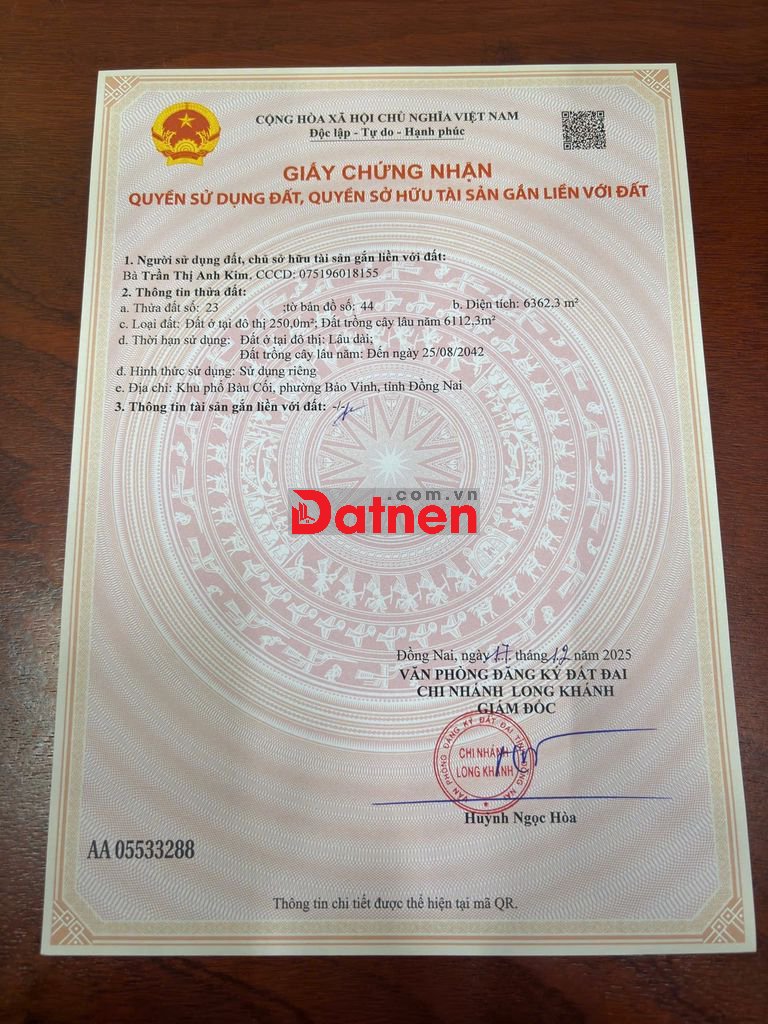 CỘNG HÒA XÃ HỘI CHỦ NGHĨA VIỆT NAM
Độc lập - Tự do - Hạnh phúc
GIẤY CHỨNG NHẬN
QUYỀN SỬ DỤNG ĐẤT, QUYỀN SỞ HỮU TÀI SẢN GẮN LIỀN VỚI ĐẤT
1. Người sử dụng đất, chủ sở hữu tài sản gắn liền với đất:
Bà Trần Thị Anh Kim, CCCD: 075196018155
2. Thông tin thửa đất:
a. Thửa đất số: 23 ;tờ bản đồ số: 44 b. Diện tích: 6362,3 m²
c. Loại đất: Đất ở tại đô thị 250,0m²; Đất trồng cây lâu năm 6112,3m²
d. Thời hạn sử dụng: Đất ở tại đô thị: Lâu dài;
Đất trồng cây lâu năm: Đến ngày 25/08/2042
đ. Hình thức sử dụng: Sử dụng riêng
e. Địa chỉ: Khu phố Bàu Cối, phường Bảo Vinh, tỉnh Đồng Nai
3. Thông tin tài sản gắn liền với đất: -/-
.com.vn
Datnen
Đồng Nai, ngày 17 tháng 12 năm 2025
VĂN PHÒNG ĐĂNG KÝ ĐẤT ĐAI
CHI NHÁNH LONG KHÁNH
GIÁM ĐỐC
VĂN PHÒNG ĐĂNG KÝ ĐẤT ĐAI TỈNH ĐỒNG NAI
CHI NHÁNH
LONG KHÁNH
Huỳnh Ngọc Hòa
AA 05533288
Thông tin chi tiết được thể hiện tại mã QR.